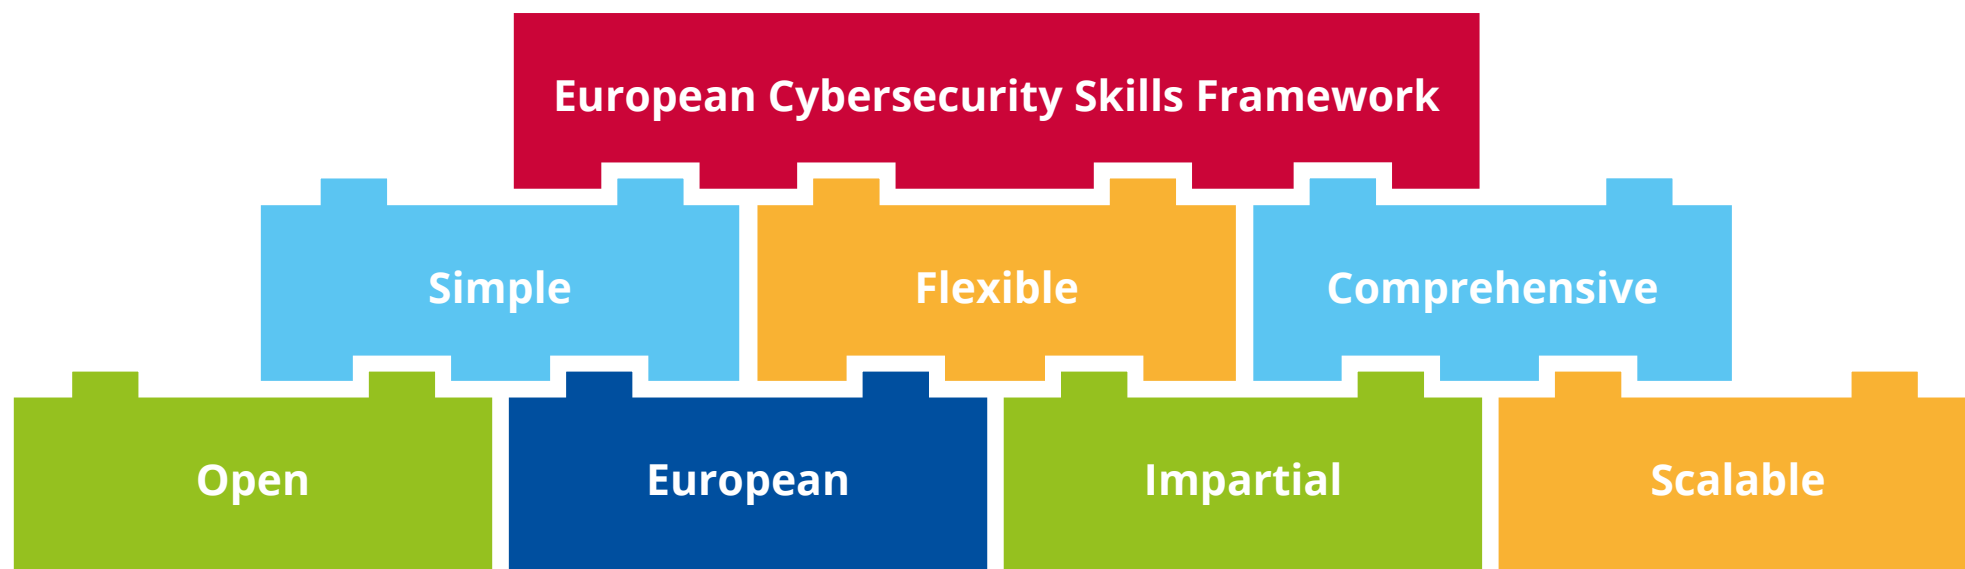 European Cybersecurity Skills Framework
Simple
Flexible
Comprehensive
Open
European
Impartial
Scalable